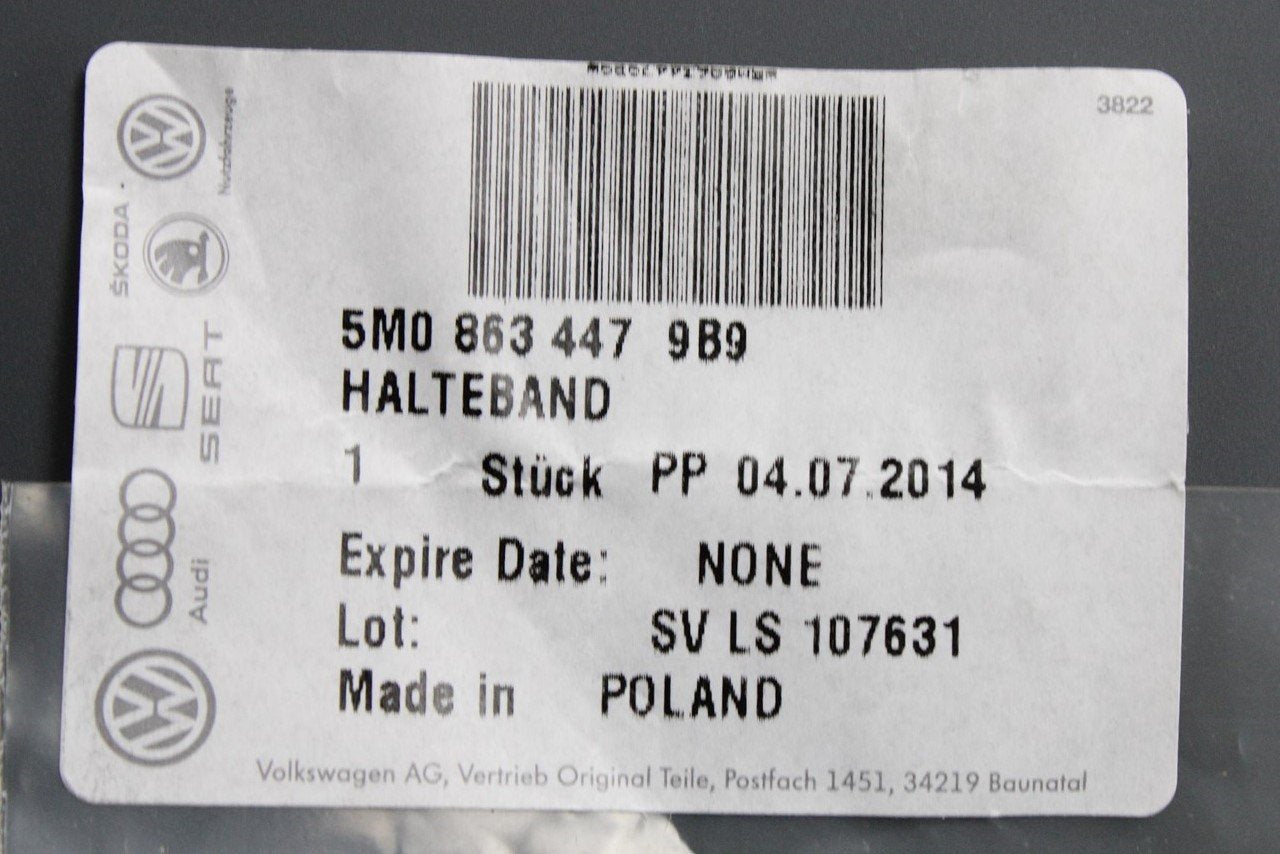 3822
5M0 863 447 9B9
HALTEBAND
1 Stück PP 04.07.2014
Expire Date: NONE
Lot: SV LS 107631
Made in POLAND
Volkswagen AG, Vertrieb Original Teile, Postfach 1451, 34219 Baunatal
Nutzfahrzeuge
ŠKODA
SEAT
Audi